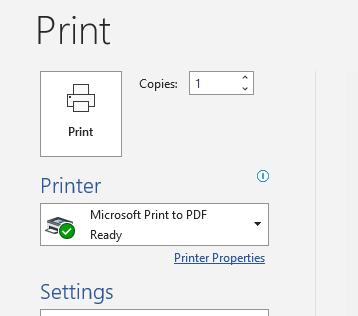 Print
Copies: 1
Print
Printer
Microsoft Print to PDF
Ready
Printer Properties
Settings